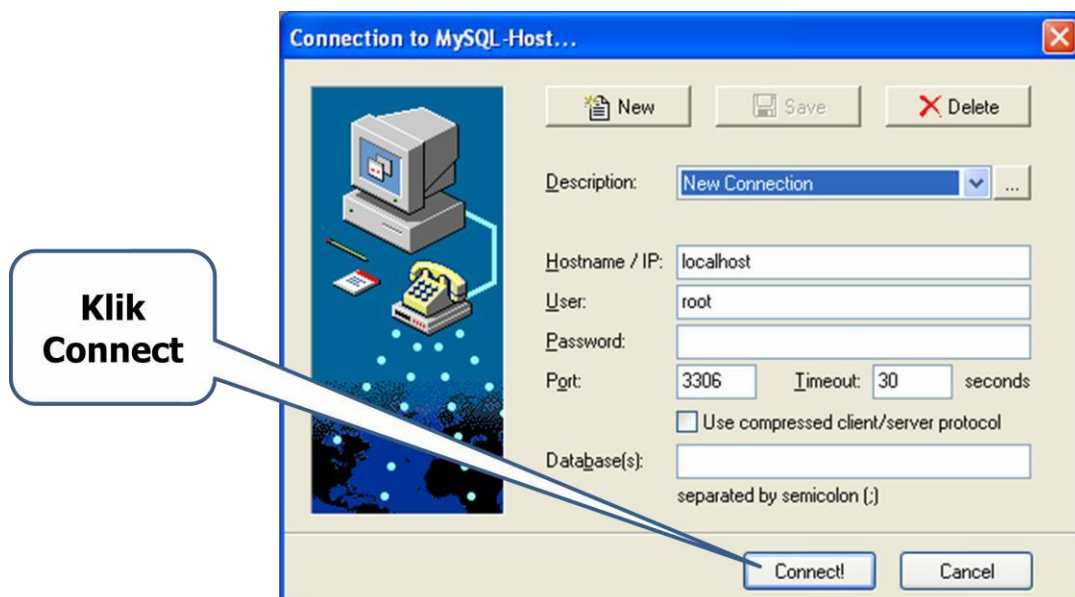 Connection to MySQL-Host...
New
Save
Delete
Description:
New Connection
...
Hostname / IP:
localhost
User:
root
Password:
Port:
3306
Timeout:
30
seconds
Use compressed client/server protocol
Database(s):
separated by semicolon (;)
Connect!
Cancel
Klik
Connect